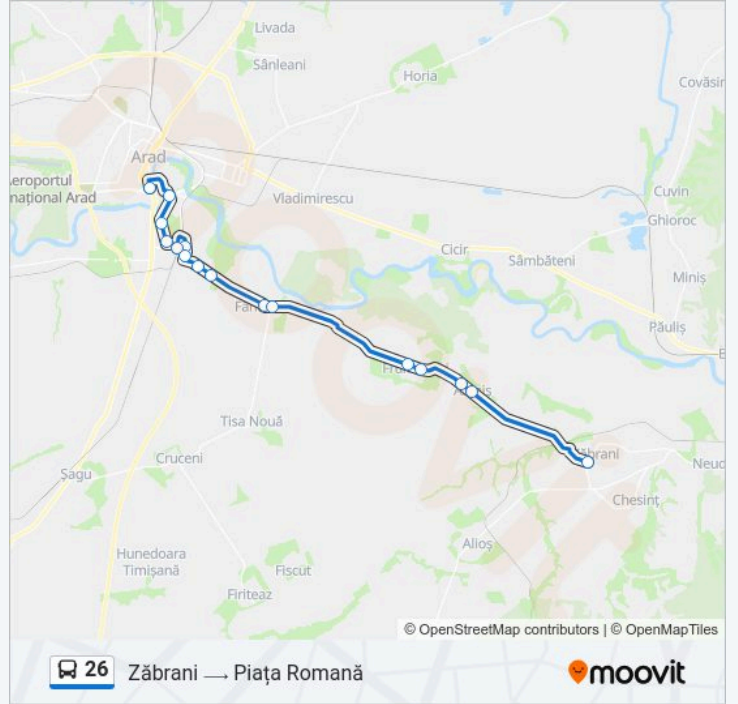 Livada
Sânleani
Horia
Covăsin
Arad
Aeroportul
național Arad
Vladimirescu
Cuvin
Ghioroc
Cicir
Sâmbăteni
Miniș
Păuliș
Tisa Nouă
Cruceni
Șagu
Zăbrani
Neud
Chesinț
Alioș
Hunedoara
Timișană
Fiscut
Firiteaz
© OpenStreetMap contributors | © OpenMapTiles
26 Zăbrani → Piața Romană
moovit